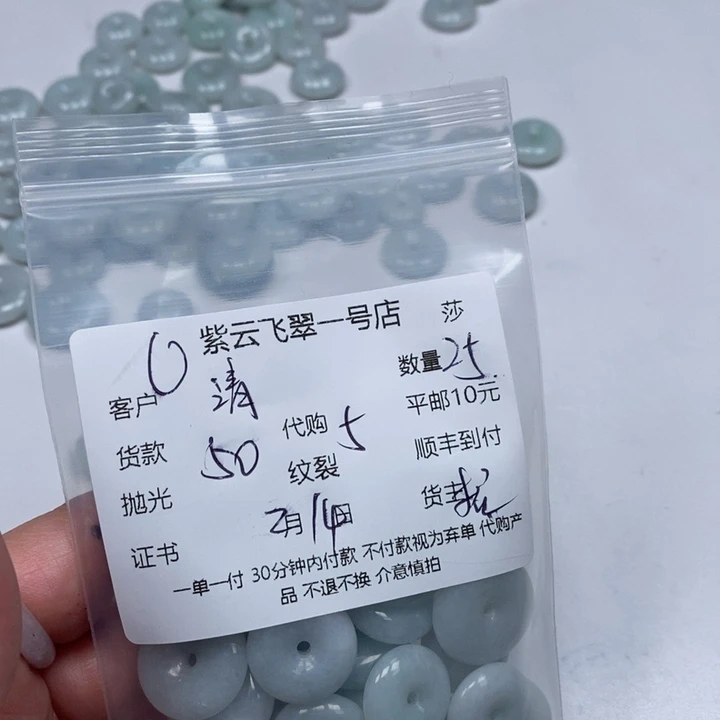 紫云飞翠一号店 莎
客户 清 数量 25
货款 50 代购 5 平邮10元
抛光 纹裂 顺丰到付
2月14日 货主
证书
一单一付 30分钟内付款 不付款视为弃单 代购产
品 不退不换 介意慎拍